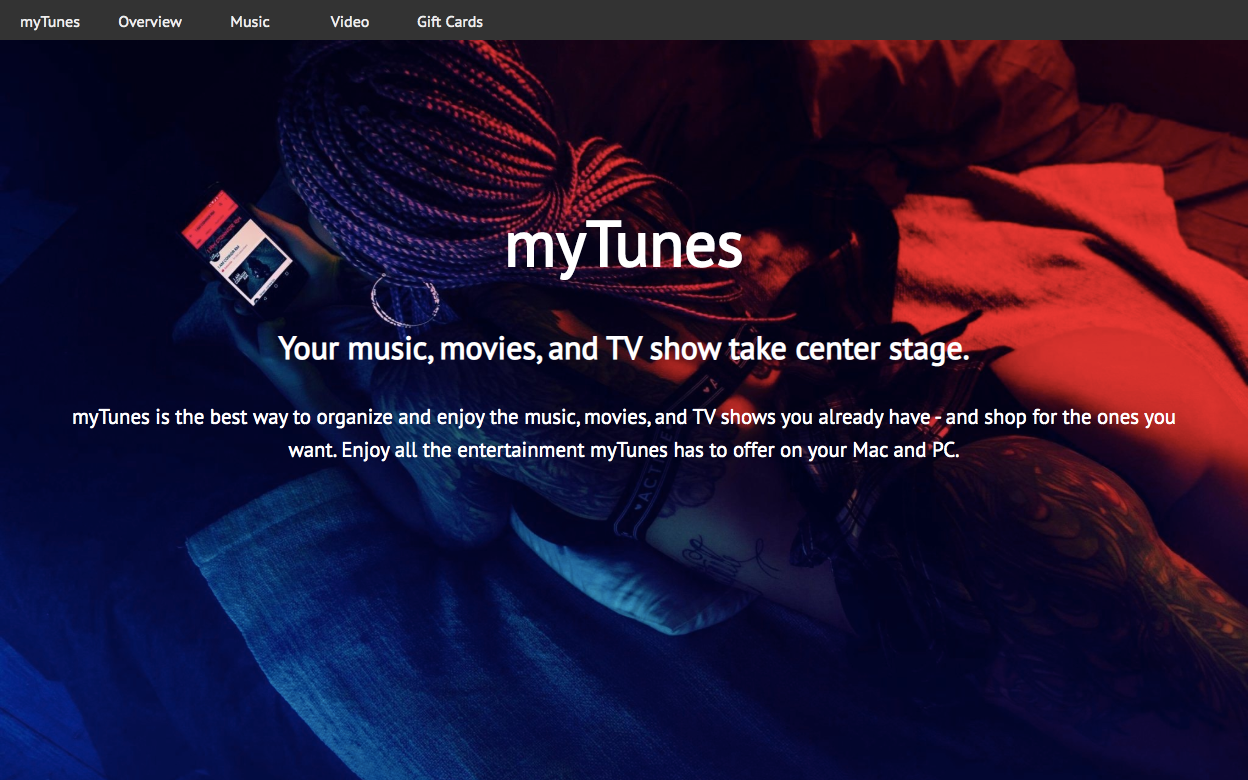 myTunes Overview Music Video Gift Cards
myTunes
Your music, movies, and TV show take center stage.
myTunes is the best way to organize and enjoy the music, movies, and TV shows you already have - and shop for the ones you
want. Enjoy all the entertainment myTunes has to offer on your Mac and PC.